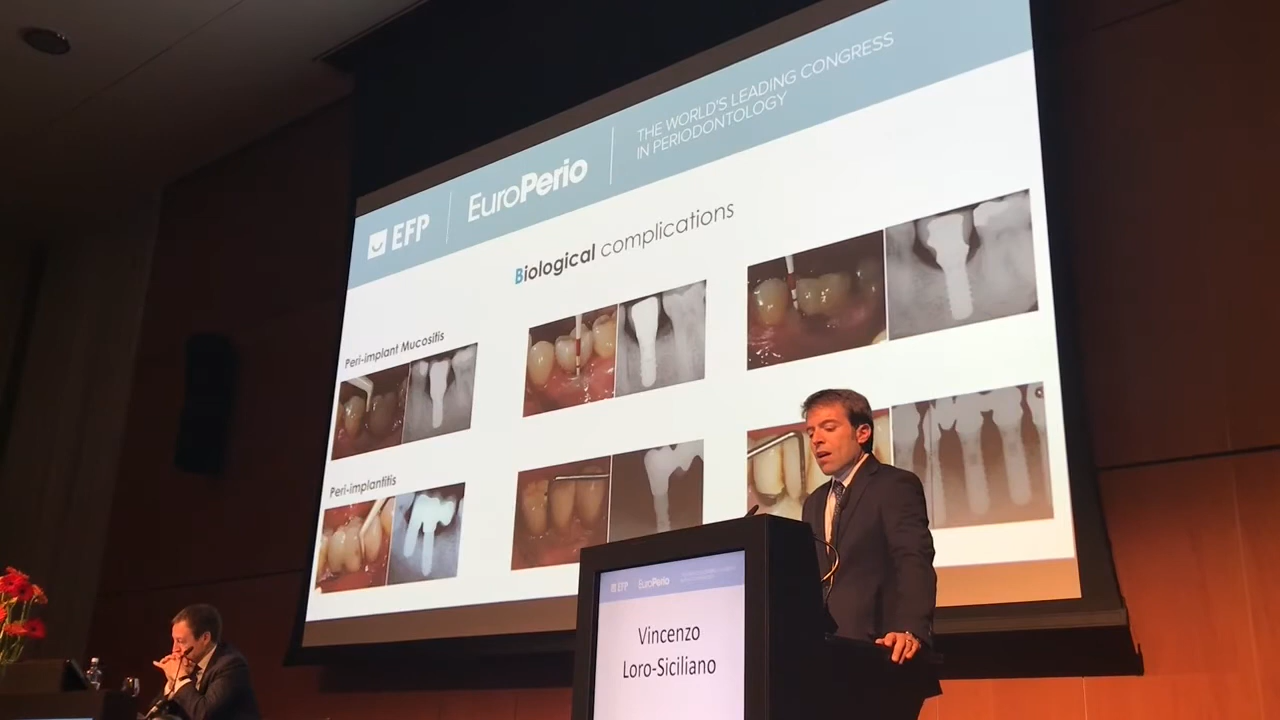 EFP
EuroPerio
THE WORLD'S LEADING CONGRESS
IN PERIODONTOLOGY
Biological complications
Peri-implant Mucositis
Peri-implantitis
EFP
EuroPerio
Vincenzo
Loro-Siciliano